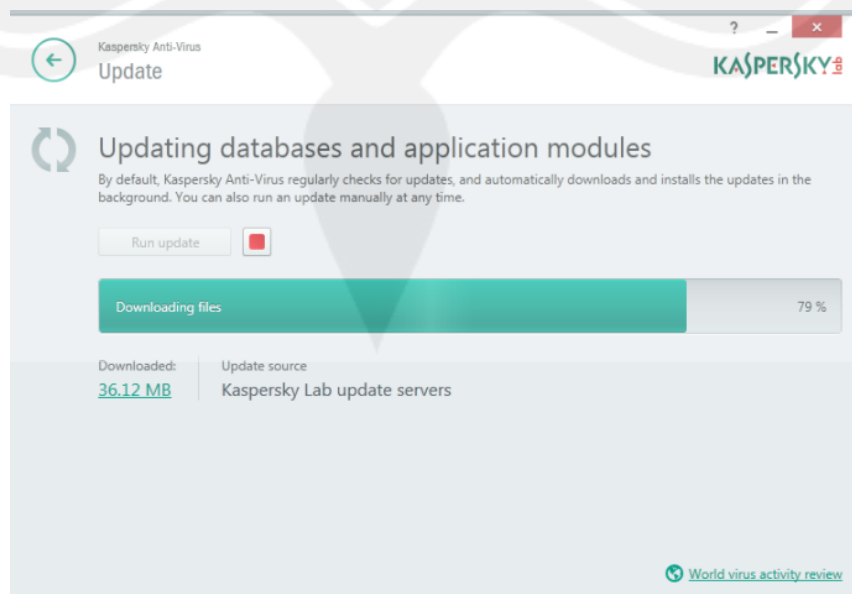 Kaspersky Anti-Virus
Update
? _ x
KASPERSKY lab
Updating databases and application modules
By default, Kaspersky Anti-Virus regularly checks for updates, and automatically downloads and installs the updates in the
background. You can also run an update manually at any time.
Run update
Downloading files 79 %
Downloaded: Update source
36.12 MB Kaspersky Lab update servers
World virus activity review